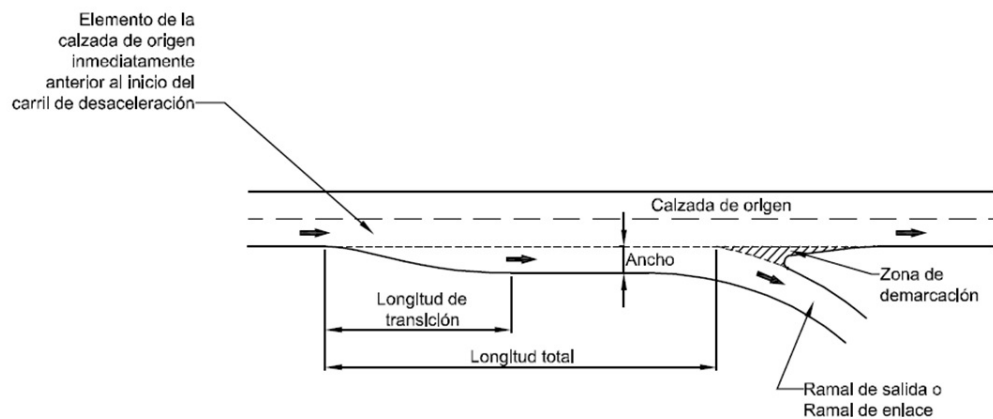 Elemento de la
calzada de origen
inmediatamente
anterior al inicio del
carril de desaceleración
Calzada de origen
Ancho
Zona de
demarcación
Longitud de
transición
Longitud total
Ramal de salida o
Ramal de enlace